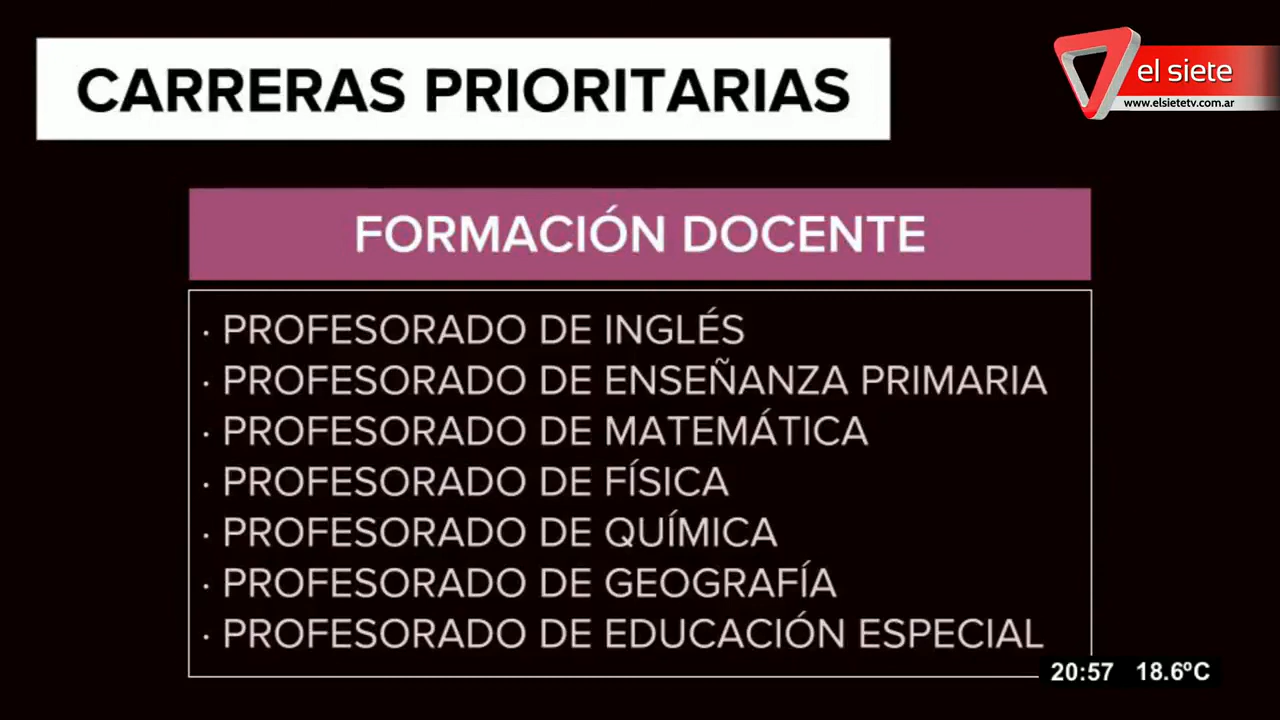 CARRERAS PRIORITARIAS
el siete
www.elsietetv.com.ar
FORMACIÓN DOCENTE
· PROFESORADO DE INGLÉS
· PROFESORADO DE ENSEÑANZA PRIMARIA
· PROFESORADO DE MATEMÁTICA
· PROFESORADO DE FÍSICA
· PROFESORADO DE QUÍMICA
· PROFESORADO DE GEOGRAFÍA
· PROFESORADO DE EDUCACIÓN ESPECIAL
20:57 18.6ºC